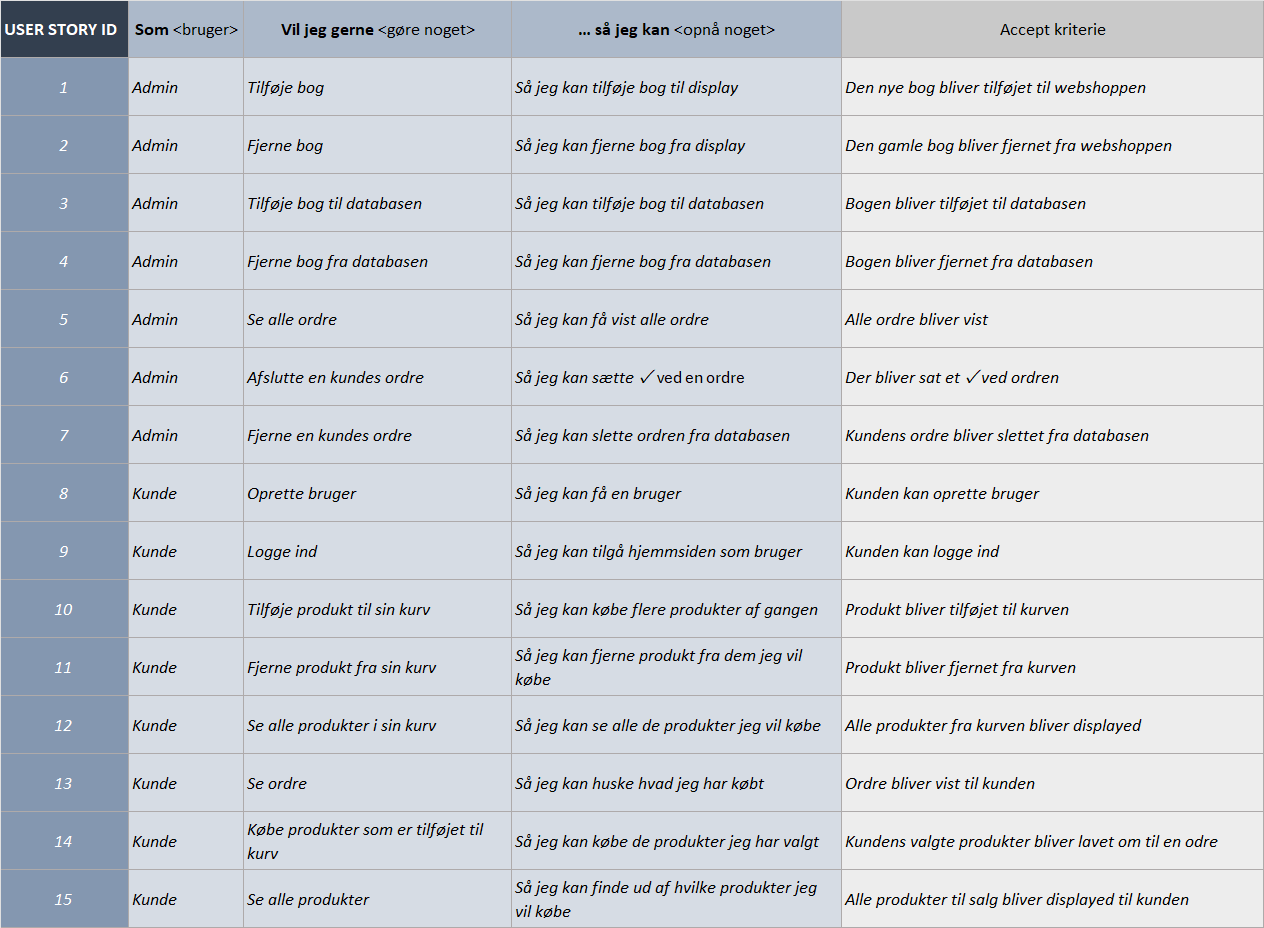 USER STORY ID Som <bruger> Vil jeg gerne <gøre noget> ... så jeg kan <opnå noget> Accept kriterie
1 Admin Tilføje bog Så jeg kan tilføje bog til display Den nye bog bliver tilføjet til webshoppen
2 Admin Fjerne bog Så jeg kan fjerne bog fra display Den gamle bog bliver fjernet fra webshoppen
3 Admin Tilføje bog til databasen Så jeg kan tilføje bog til databasen Bogen bliver tilføjet til databasen
4 Admin Fjerne bog fra databasen Så jeg kan fjerne bog fra databasen Bogen bliver fjernet fra databasen
5 Admin Se alle ordre Så jeg kan få vist alle ordre Alle ordre bliver vist
6 Admin Afslutte en kundes ordre Så jeg kan sætte ✓ ved en ordre Der bliver sat et ✓ ved ordren
7 Admin Fjerne en kundes ordre Så jeg kan slette ordren fra databasen Kundens ordre bliver slettet fra databasen
8 Kunde Oprette bruger Så jeg kan få en bruger Kunden kan oprette bruger
9 Kunde Logge ind Så jeg kan tilgå hjemmsiden som bruger Kunden kan logge ind
10 Kunde Tilføje produkt til sin kurv Så jeg kan købe flere produkter af gangen Produkt bliver tilføjet til kurven
11 Kunde Fjerne produkt fra sin kurv Så jeg kan fjerne produkt fra dem jeg vil
købe Produkt bliver fjernet fra kurven
12 Kunde Se alle produkter i sin kurv Så jeg kan se alle de produkter jeg vil købe Alle produkter fra kurven bliver displayed
13 Kunde Se ordre Så jeg kan huske hvad jeg har købt Ordre bliver vist til kunden
14 Kunde Købe produkter som er tilføjet til
kurv Så jeg kan købe de produkter jeg har valgt Kundens valgte produkter bliver lavet om til en odre
15 Kunde Se alle produkter Så jeg kan finde ud af hvilke produkter jeg
vil købe Alle produkter til salg bliver displayed til kunden